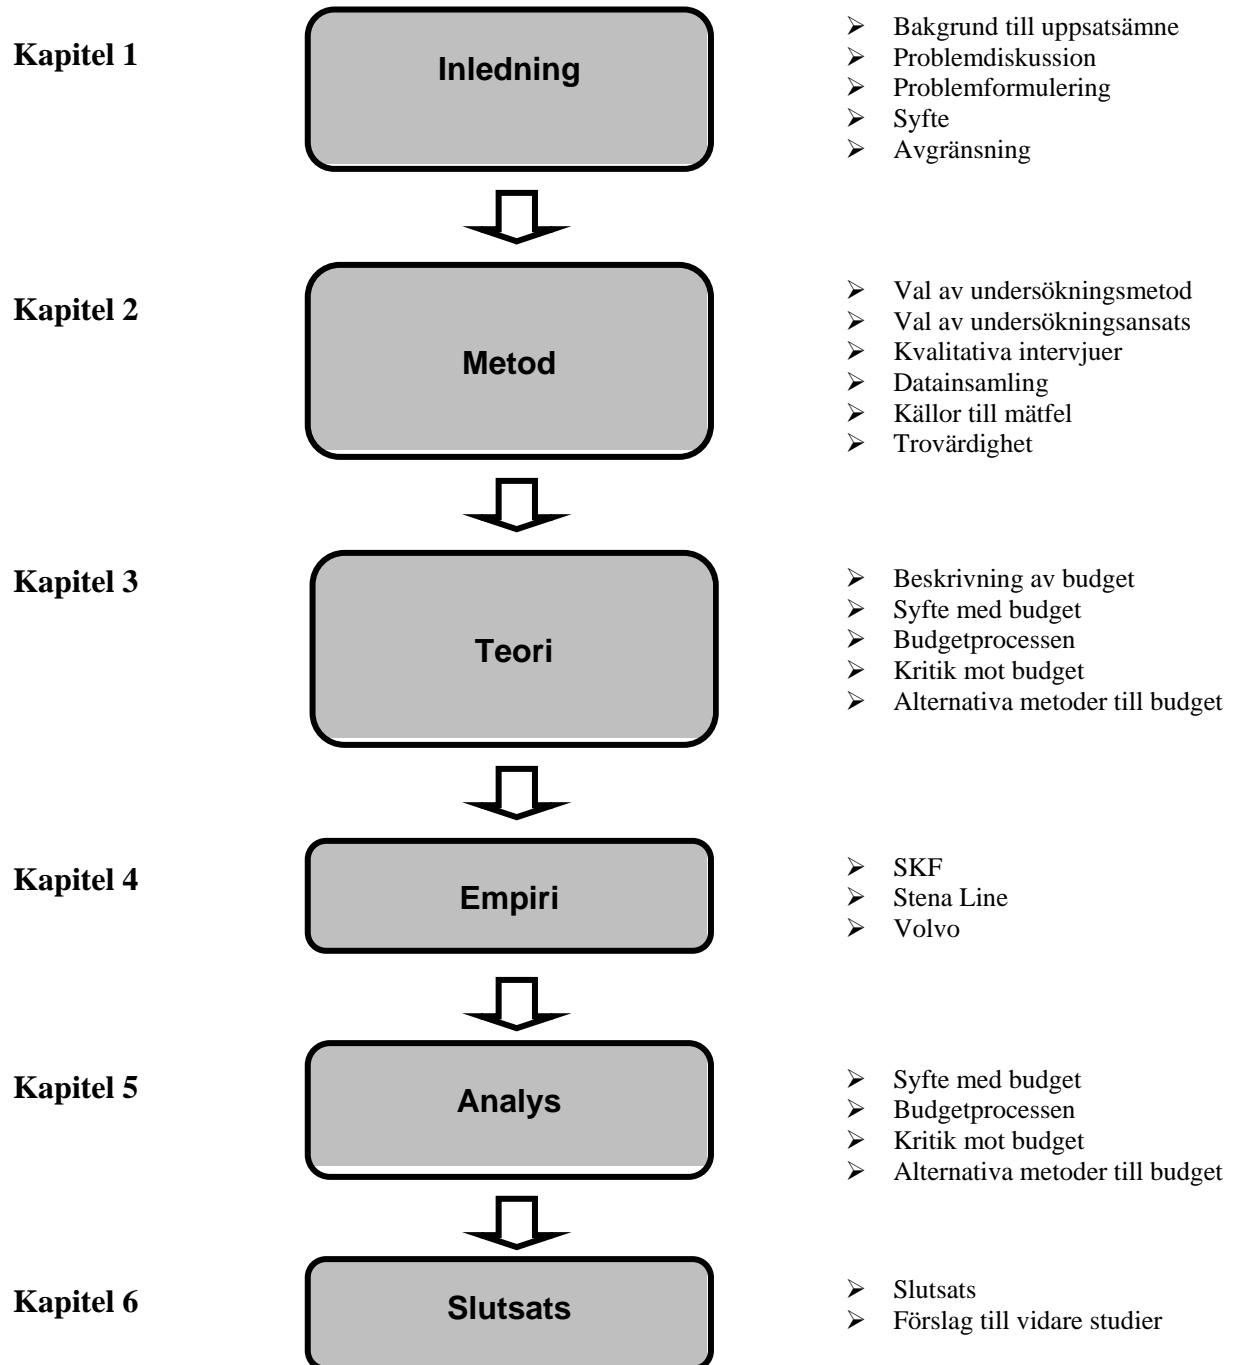 Kapitel 1
Inledning
Bakgrund till uppsatsämne
Problemdiskussion
Problemformulering
Syfte
Avgränsning
Kapitel 2
Metod
Val av undersökningsmetod
Val av undersökningsansats
Kvalitativa intervjuer
Datainsamling
Källor till mätfel
Trovärdighet
Kapitel 3
Teori
Beskrivning av budget
Syfte med budget
Budgetprocessen
Kritik mot budget
Alternativa metoder till budget
Kapitel 4
Empiri
SKF
Stena Line
Volvo
Kapitel 5
Analys
Syfte med budget
Budgetprocessen
Kritik mot budget
Alternativa metoder till budget
Kapitel 6
Slutsats
Slutsats
Förslag till vidare studier